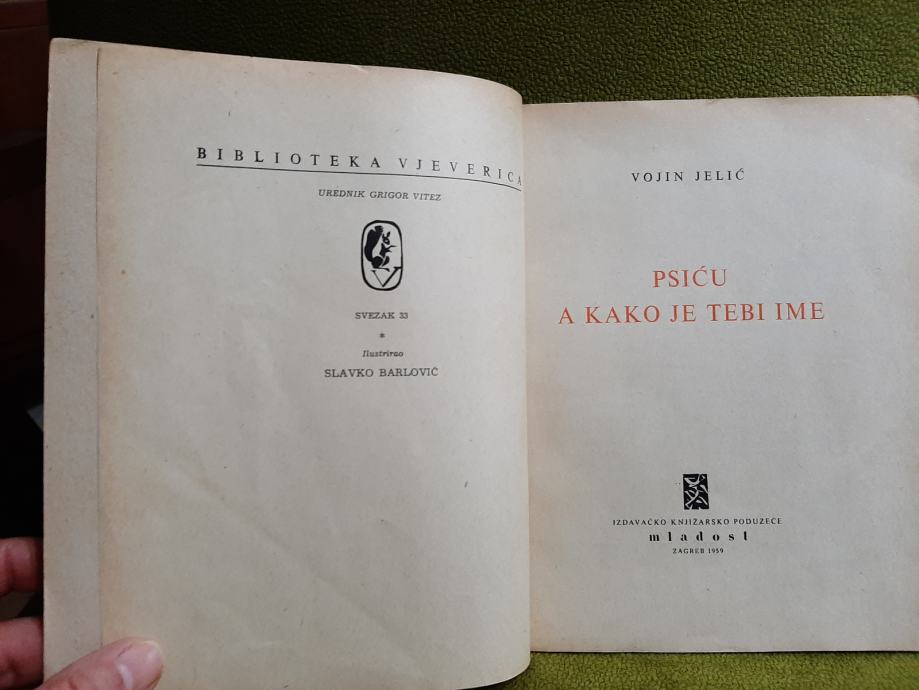 BIBLIOTEKA VJEVERICA
UREDNIK GRIGOR VITEZ
SVEZAK 33
*
Ilustrirao
SLAVKO BARLOVIĆ
VOJIN JELIĆ
PSIĆU
A KAKO JE TEBI IME
IZDAVAČKO KNJIŽARSKO PODUZEĆE
mladost
ZAGREB 1959